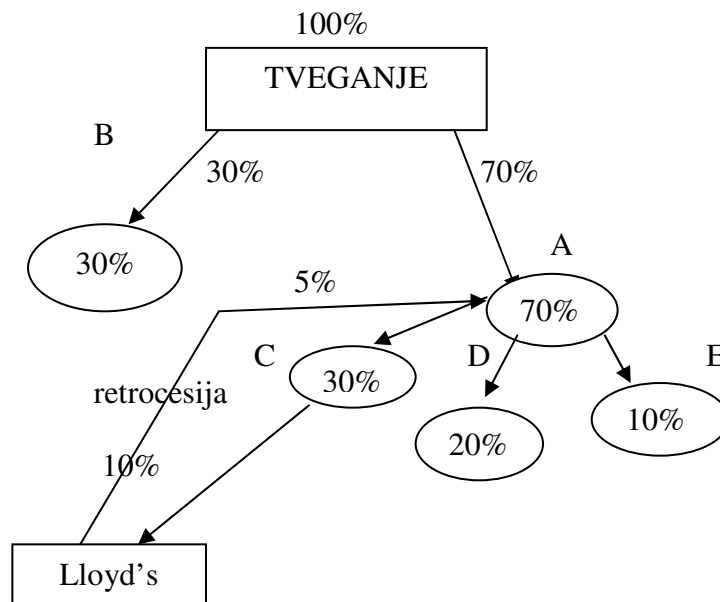 100%
TVEGANJE
B
30%
70%
A
30%
5%
70%
C
D
E
30%
retrocesija
20%
10%
10%
Lloyd's